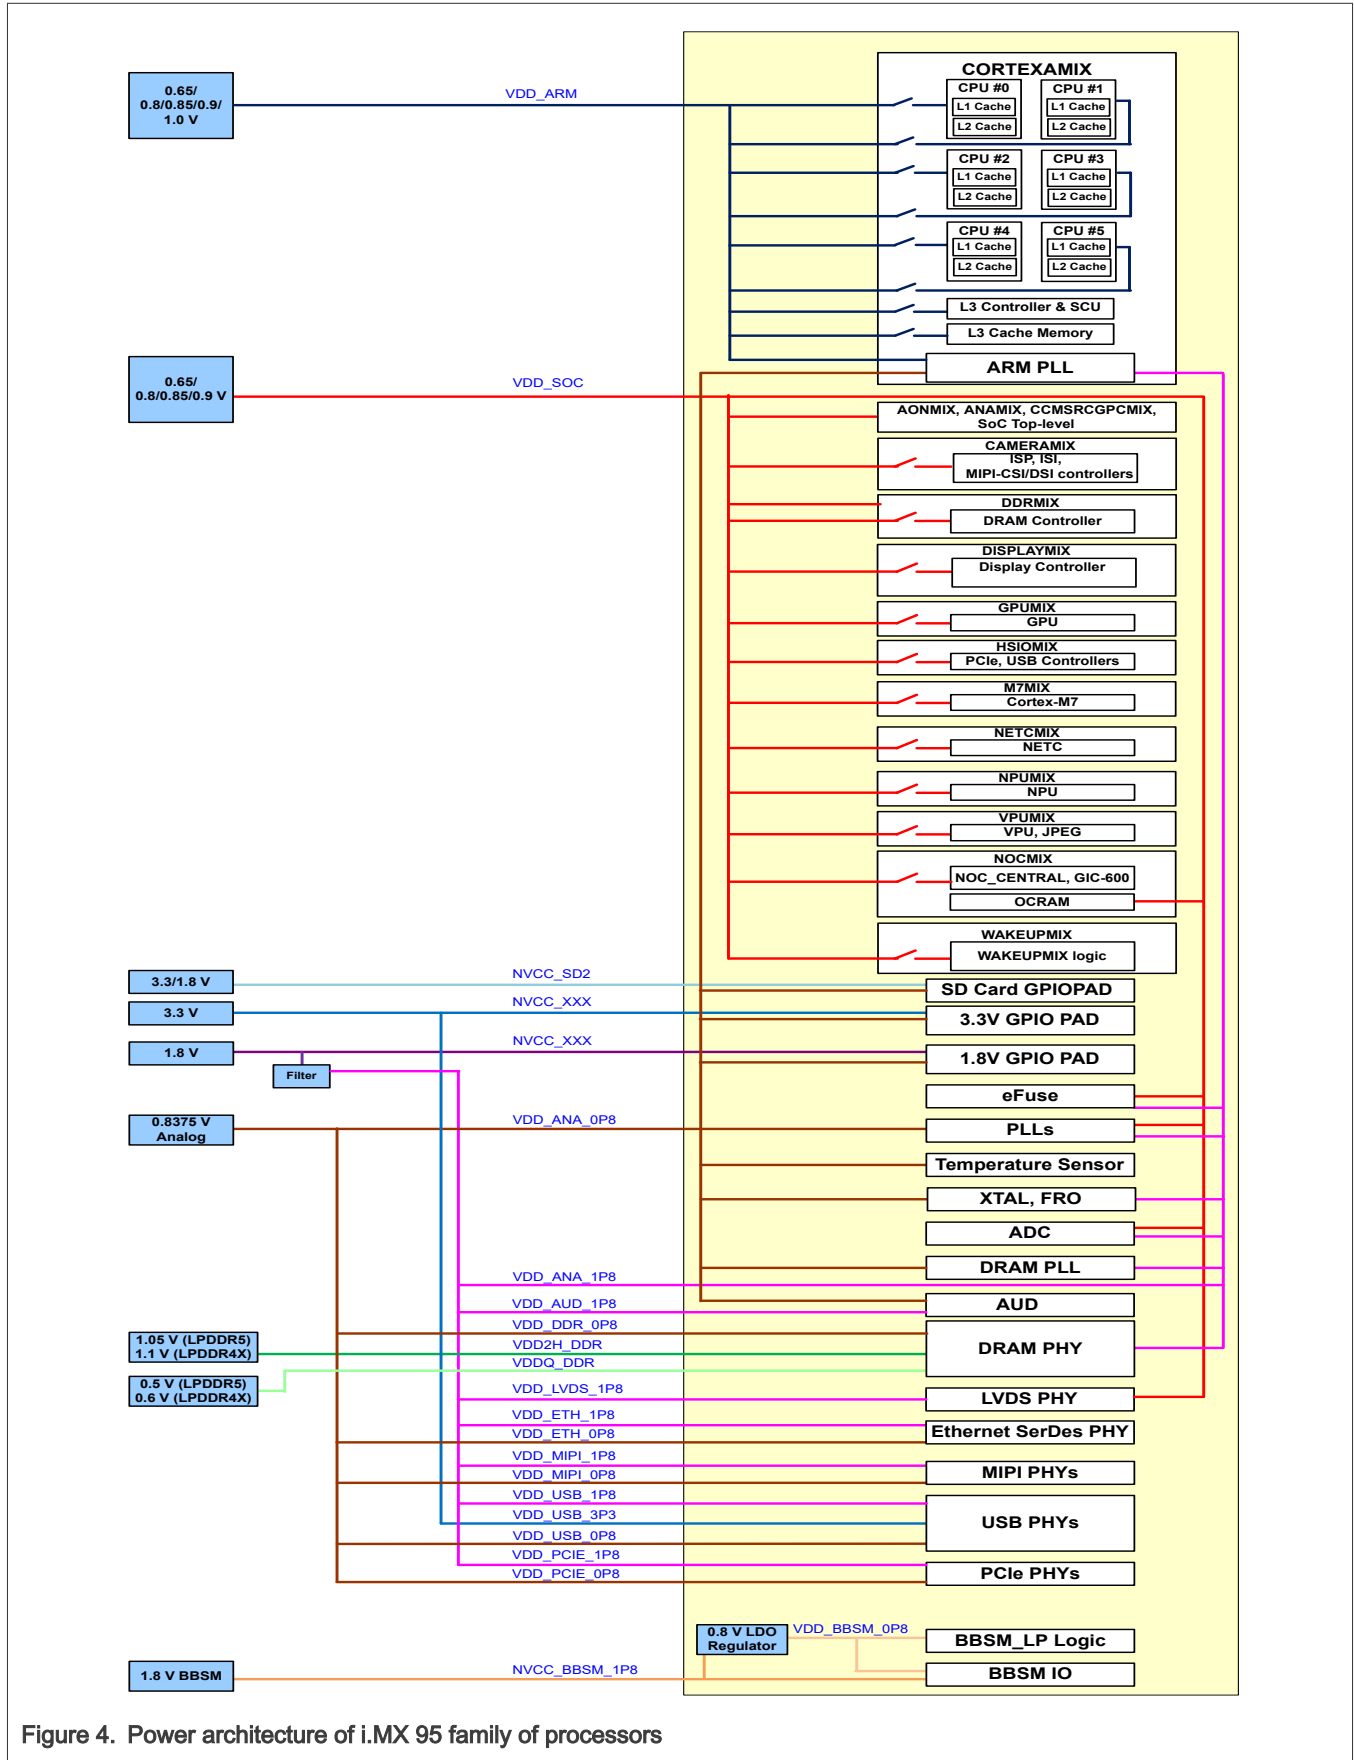 CORTEXAMIX
0.65/
0.8/0.85/0.9/
1.0 V
VDD_ARM
CPU #0
L1 Cache
L2 Cache
CPU #1
L1 Cache
L2 Cache
CPU #2
L1 Cache
L2 Cache
CPU #3
L1 Cache
L2 Cache
CPU #4
L1 Cache
L2 Cache
CPU #5
L1 Cache
L2 Cache
L3 Controller & SCU
L3 Cache Memory
ARM PLL
0.65/
0.8/0.85/0.9 V
VDD_SOC
AONMIX, ANAMIX, CCMSRCGPCMIX,
SoC Top-level
CAMERAMIX
ISP, ISI,
MIPI-CSI/DSI controllers
DDRMIX
DRAM Controller
DISPLAYMIX
Display Controller
GPUMIX
GPU
HSIOMIX
PCIe, USB Controllers
M7MIX
Cortex-M7
NETCMIX
NETC
NPUMIX
NPU
VPUMIX
VPU, JPEG
NOCMIX
NOC_CENTRAL, GIC-600
OCRAM
WAKEUPMIX
WAKEUPMIX logic
3.3/1.8 V
NVCC_SD2
SD Card GPIOPAD
3.3 V
NVCC_XXX
3.3V GPIO PAD
1.8 V
NVCC_XXX
1.8V GPIO PAD
Filter
eFuse
0.8375 V
Analog
VDD_ANA_0P8
PLLs
Temperature Sensor
XTAL, FRO
ADC
DRAM PLL
VDD_ANA_1P8
VDD_AUD_1P8
AUD
VDD_DDR_0P8
1.05 V (LPDDR5)
1.1 V (LPDDR4X)
VDD2H_DDR
VDDQ_DDR
DRAM PHY
0.5 V (LPDDR5)
0.6 V (LPDDR4X)
VDD_LVDS_1P8
LVDS PHY
VDD_ETH_1P8
VDD_ETH_0P8
Ethernet SerDes PHY
VDD_MIPI_1P8
VDD_MIPI_0P8
MIPI PHYs
VDD_USB_1P8
VDD_USB_3P3
VDD_USB_0P8
USB PHYs
VDD_PCIE_1P8
VDD_PCIE_0P8
PCIe PHYs
0.8 V LDO
Regulator
VDD_BBSM_0P8
BBSM_LP Logic
1.8 V BBSM
NVCC_BBSM_1P8
BBSM IO
Figure 4. Power architecture of i.MX 95 family of processors